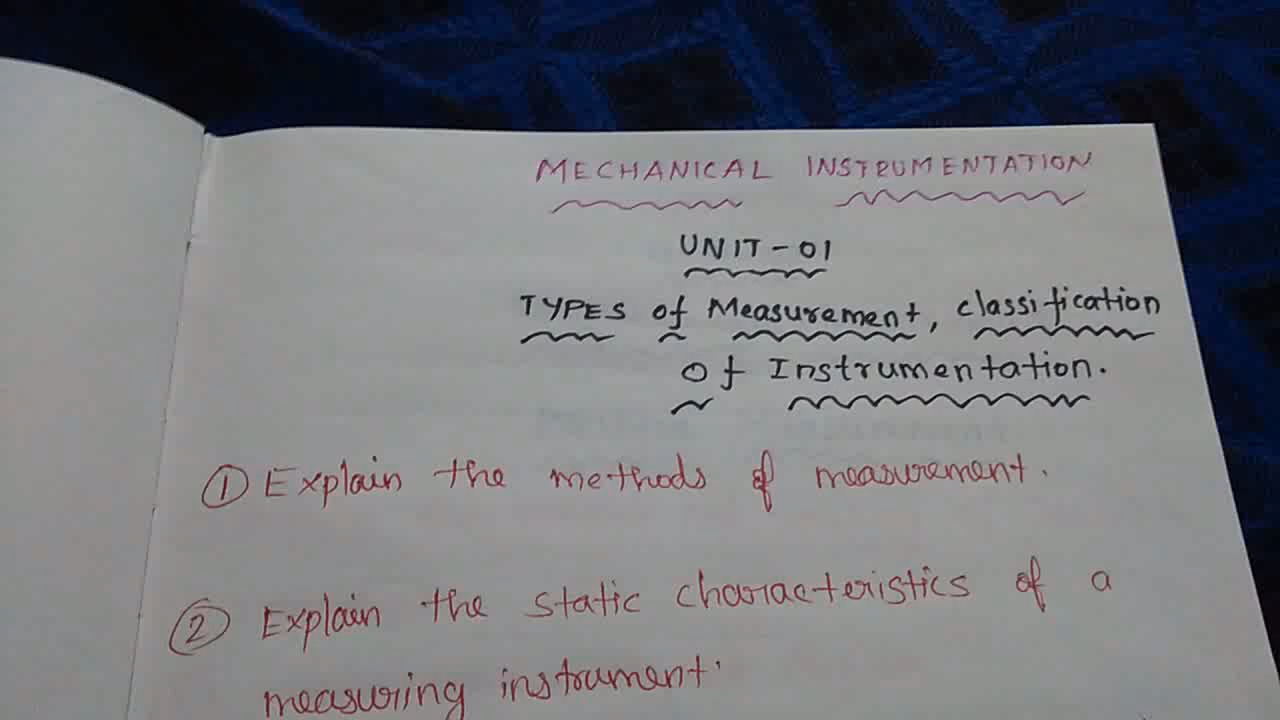 MECHANICAL INSTRUMENTATION
UNIT-01
TYPES of Measurement, classification
Of Instrumentation.
① Explain the methods of measurement.
② Explain the static characteristics of a
measuring instrument.